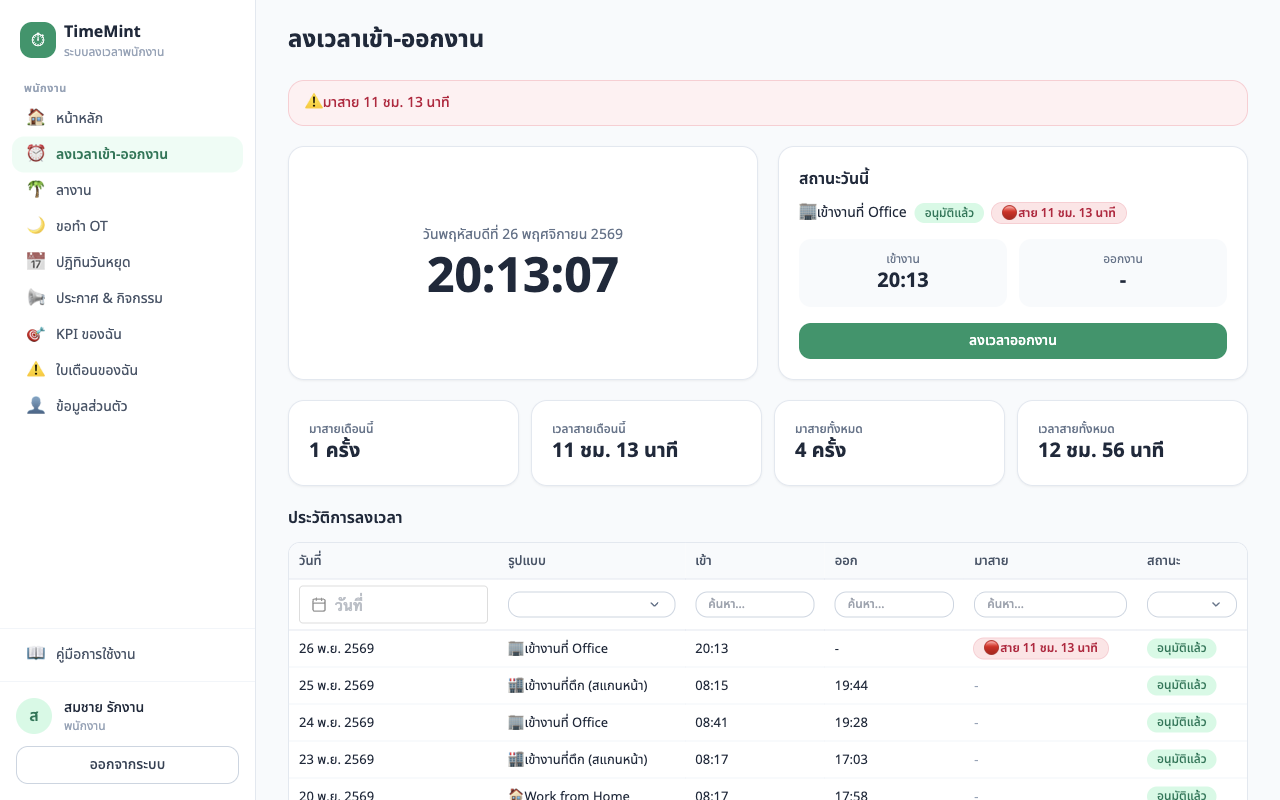 TimeMint
ระบบลงเวลาพนักงาน
พนักงาน
หน้าหลัก
ลงเวลาเข้า-ออกงาน
ลางาน
ขอทำ OT
ปฏิทินวันหยุด
ประกาศ & กิจกรรม
KPI ของฉัน
ใบเตือนของฉัน
ข้อมูลส่วนตัว
คู่มือการใช้งาน
ส
สมชาย รักงาน
พนักงาน
ออกจากระบบ
ลงเวลาเข้า-ออกงาน
⚠️มาสาย 11 ชม. 13 นาที
วันพฤหัสบดีที่ 26 พฤศจิกายน 2569
20:13:07
สถานะวันนี้
🏢เข้างานที่ Office อนุมัติแล้ว 🔴สาย 11 ชม. 13 นาที
เข้างาน
20:13
ออกงาน
-
ลงเวลาออกงาน
มาสายเดือนนี้
1 ครั้ง
เวลาสายเดือนนี้
11 ชม. 13 นาที
มาสายทั้งหมด
4 ครั้ง
เวลาสายทั้งหมด
12 ชม. 56 นาที
ประวัติการลงเวลา
วันที่ รูปแบบ เข้า ออก มาสาย สถานะ
วันที่ ค้นหา... ค้นหา... ค้นหา...
26 พ.ย. 2569 🏢เข้างานที่ Office 20:13 - 🔴สาย 11 ชม. 13 นาที อนุมัติแล้ว
25 พ.ย. 2569 🏬เข้างานที่ตึก (สแกนหน้า) 08:15 19:44 - อนุมัติแล้ว
24 พ.ย. 2569 🏢เข้างานที่ Office 08:41 19:28 - อนุมัติแล้ว
23 พ.ย. 2569 🏬เข้างานที่ตึก (สแกนหน้า) 08:17 17:03 - อนุมัติแล้ว
20 พ.ย. 2569 🏠Work from Home 08:17 17:58 - อนุมัติแล้ว